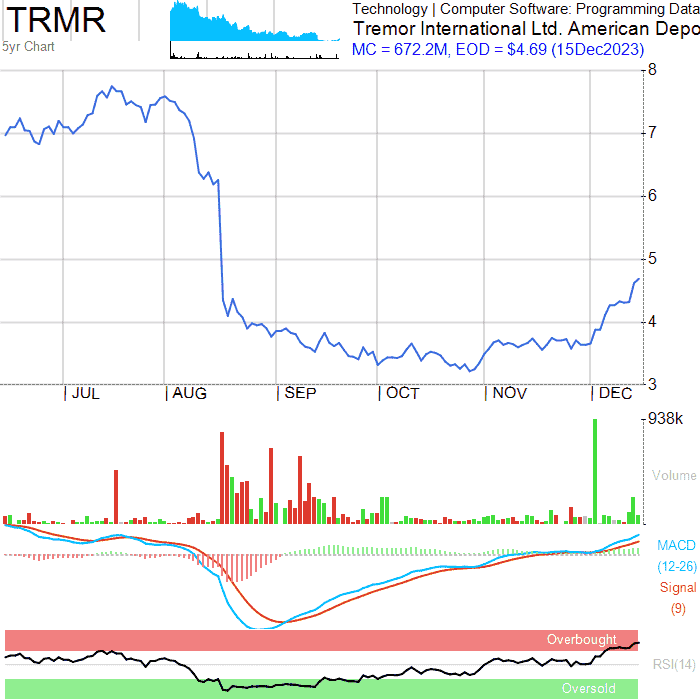 TRMR
5yr Chart
Technology | Computer Software: Programming Data
Tremor International Ltd. American Depo
MC = 672.2M, EOD = $4.69 (15Dec2023)
8
7
6
5
4
3
JUL AUG SEP OCT NOV DEC
938k
Volume
MACD
(12-26)
Signal
(9)
Overbought
RSI(14)
Oversold